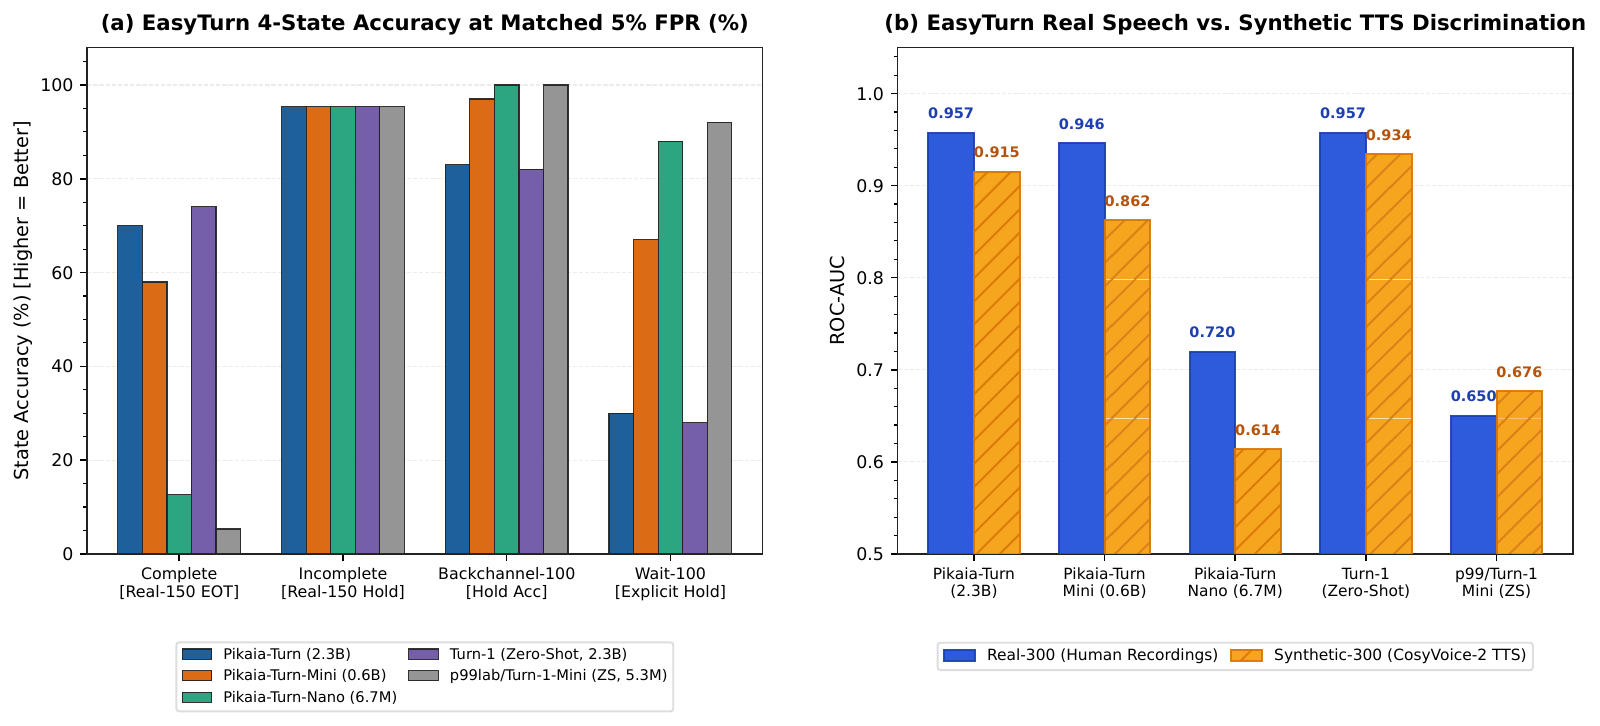 (a) EasyTurn 4-State Accuracy at Matched 5% FPR (%)
State Accuracy (%) [Higher = Better]
100
80
60
40
20
0
Complete
[Real-150 EOT]
Incomplete
[Real-150 Hold]
Backchannel-100
[Hold Acc]
Wait-100
[Explicit Hold]
Pikaia-Turn (2.3B)
Pikaia-Turn-Mini (0.6B)
Pikaia-Turn-Nano (6.7M)
Turn-1 (Zero-Shot, 2.3B)
p99lab/Turn-1-Mini (ZS, 5.3M)
(b) EasyTurn Real Speech vs. Synthetic TTS Discrimination
ROC-AUC
1.0
0.9
0.8
0.7
0.6
0.5
0.957
0.915
0.946
0.862
0.720
0.614
0.957
0.934
0.650
0.676
Pikaia-Turn
(2.3B)
Pikaia-Turn
Mini (0.6B)
Pikaia-Turn
Nano (6.7M)
Turn-1
(Zero-Shot)
p99/Turn-1
Mini (ZS)
Real-300 (Human Recordings)
Synthetic-300 (CosyVoice-2 TTS)